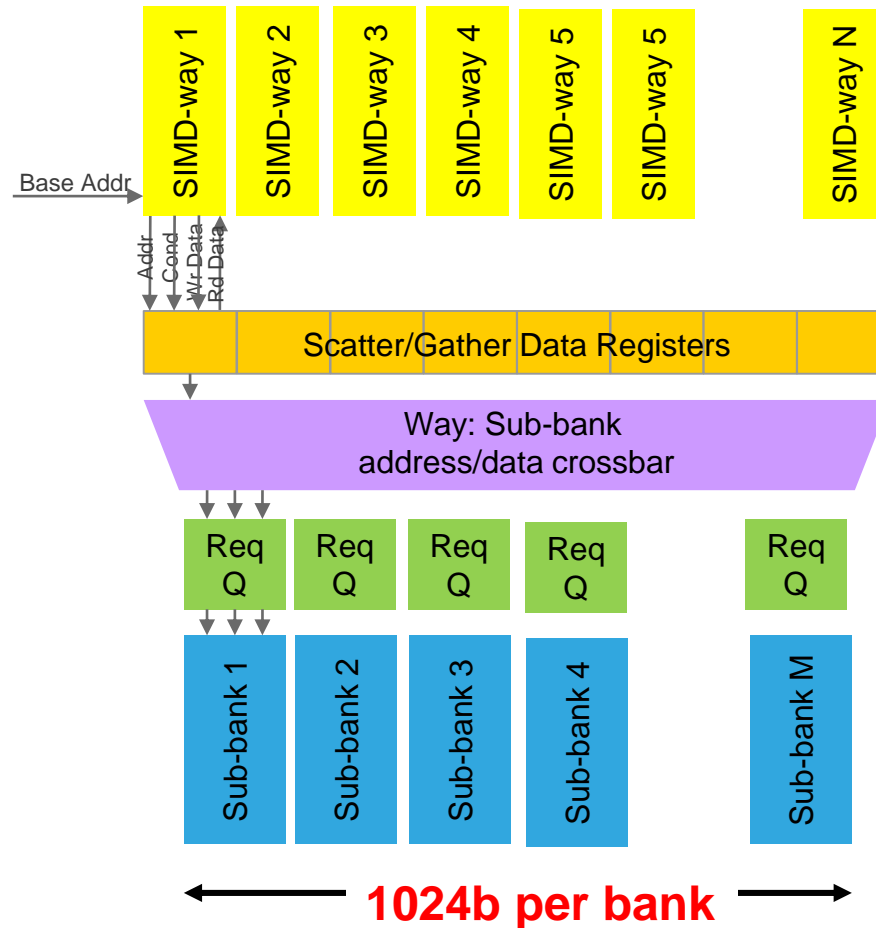 SIMD-way 1
SIMD-way 2
SIMD-way 3
SIMD-way 4
SIMD-way 5
SIMD-way 5
SIMD-way N
Base Addr
Addr
Cond
Wr Data
Rd Data
Scatter/Gather Data Registers
Way: Sub-bank
address/data crossbar
Req
Q
Req
Q
Req
Q
Req
Q
Req
Q
Sub-bank 1
Sub-bank 2
Sub-bank 3
Sub-bank 4
Sub-bank M
1024b per bank